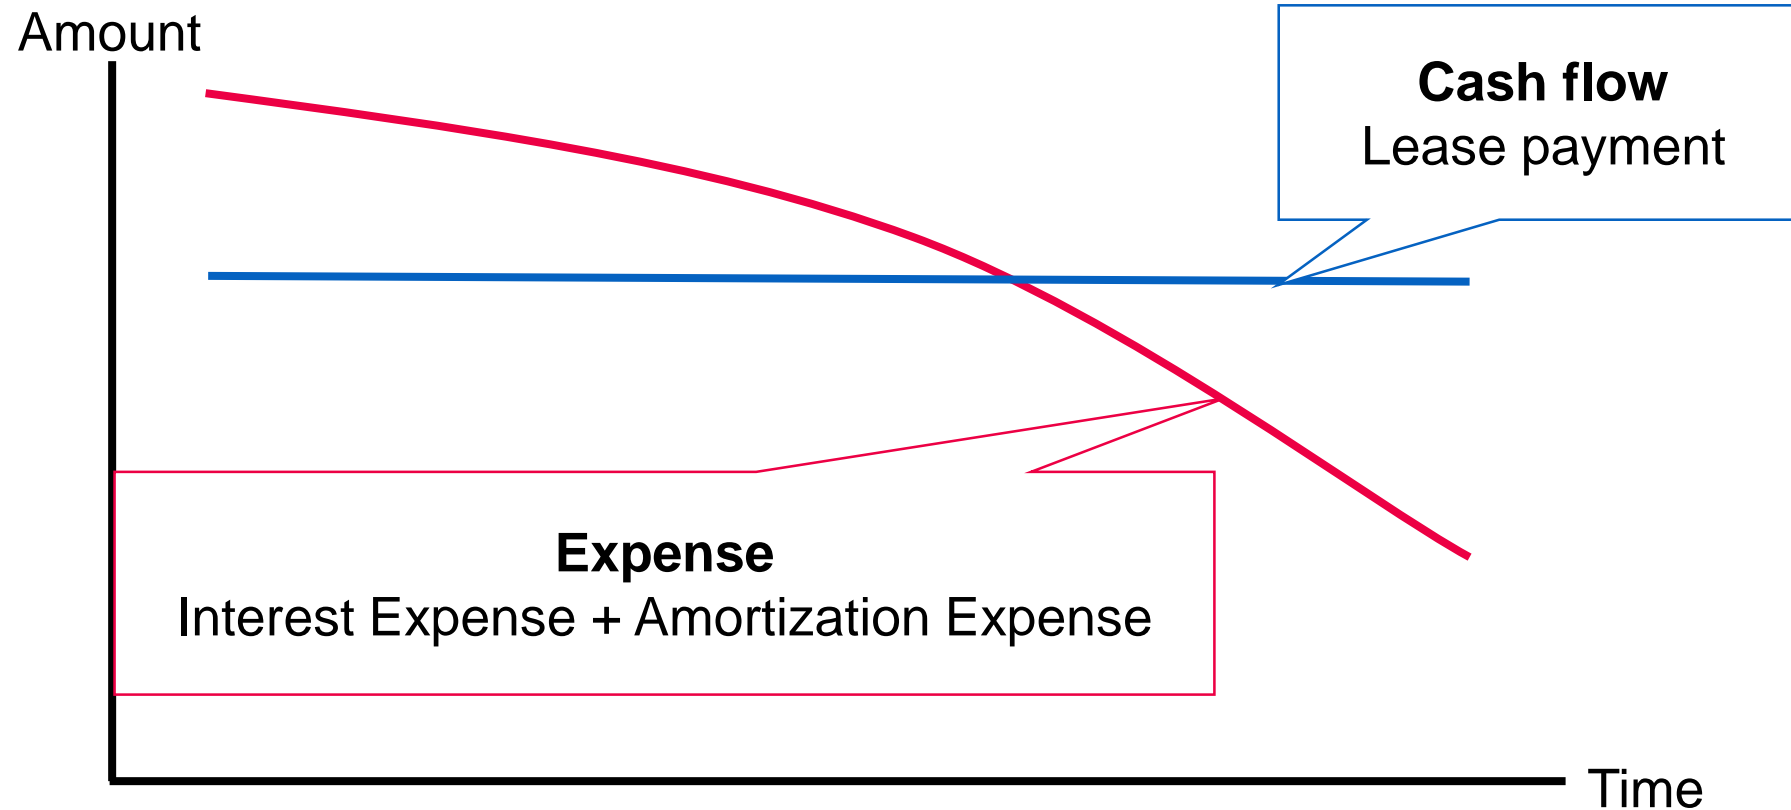 Amount
Cash flow
Lease payment
Expense
Interest Expense + Amortization Expense
Time